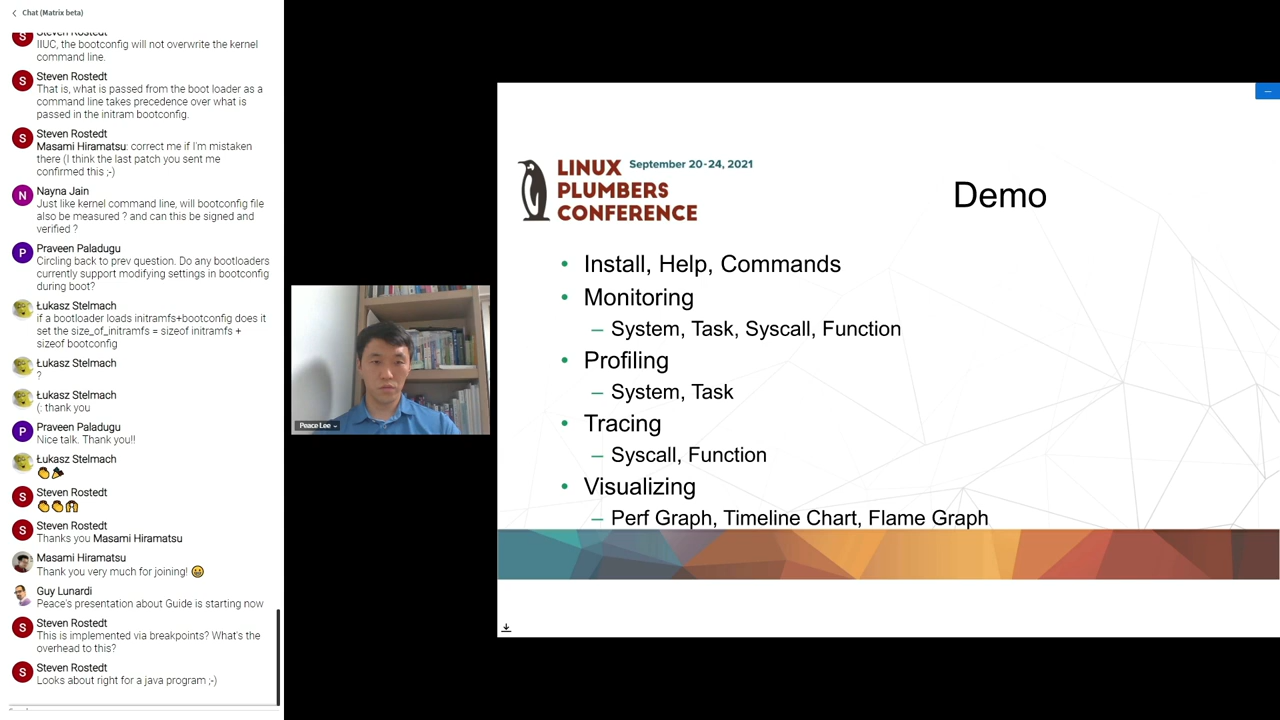 Chat (Matrix beta)
Steven Rostedt
IIUC, the bootconfig will not overwrite the kernel
command line.
Steven Rostedt
That is, what is passed from the boot loader as a
command line takes precedence over what is
passed in the initram bootconfig.
Steven Rostedt
Masami Hiramatsu: correct me if I'm mistaken
there (I think the last patch you sent me
confirmed this ;-)
Nayna Jain
Just like kernel command line, will bootconfig file
also be measured ? and can this be signed and
verified ?
Praveen Paladugu
Circling back to prev question. Do any bootloaders
currently support modifying settings in bootconfig
during boot?
Łukasz Stelmach
if a bootloader loads initramfs+bootconfig does it
set the size_of_initramfs = sizeof initramfs +
sizeof bootconfig
Łukasz Stelmach
?
Łukasz Stelmach
(: thank you
Praveen Paladugu
Nice talk. Thank you!!
Łukasz Stelmach
Steven Rostedt
Steven Rostedt
Thanks you Masami Hiramatsu
Masami Hiramatsu
Thank you very much for joining!
Guy Lunardi
Peace's presentation about Guide is starting now
Steven Rostedt
This is implemented via breakpoints? What's the
overhead to this?
Steven Rostedt
Looks about right for a java program ;-)
Peace Lee
LINUX
PLUMBERS
CONFERENCE
September 20-24, 2021
Demo
• Install, Help, Commands
• Monitoring
– System, Task, Syscall, Function
• Profiling
– System, Task
• Tracing
– Syscall, Function
• Visualizing
– Perf Graph, Timeline Chart, Flame Graph